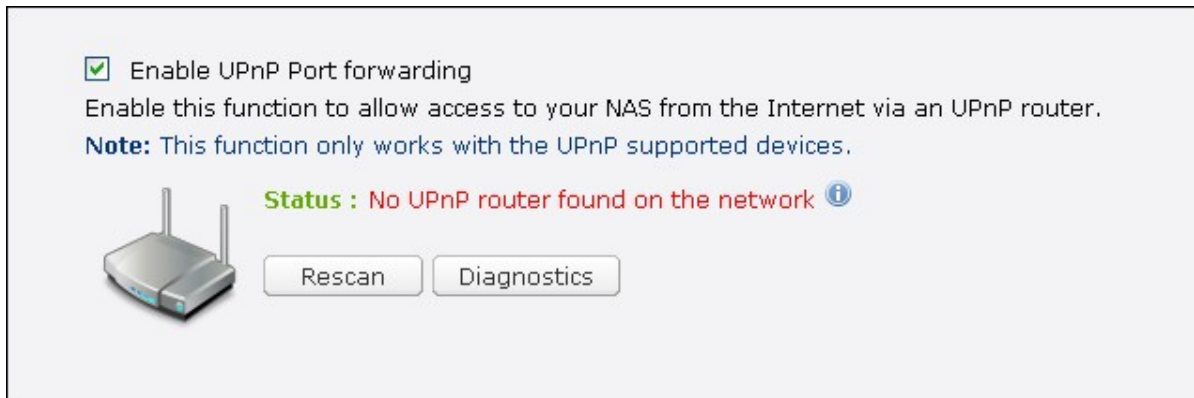 Enable UPnP Port forwarding
Enable this function to allow access to your NAS from the Internet via an UPnP router.
Note: This function only works with the UPnP supported devices.
Status : No UPnP router found on the network
Rescan Diagnostics